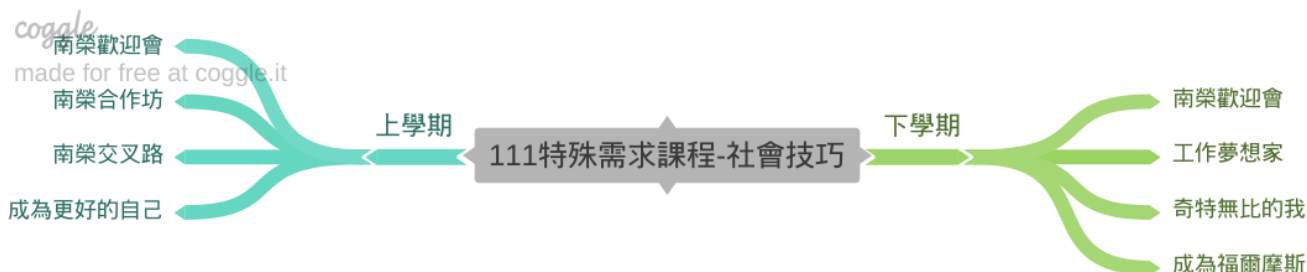 coggle
made for free at coggle.it
南榮歡迎會
南榮合作坊
南榮交叉路
成為更好的自己
上學期
111特殊需求課程-社會技巧
下學期
南榮歡迎會
工作夢想家
奇特無比的我
成為福爾摩斯